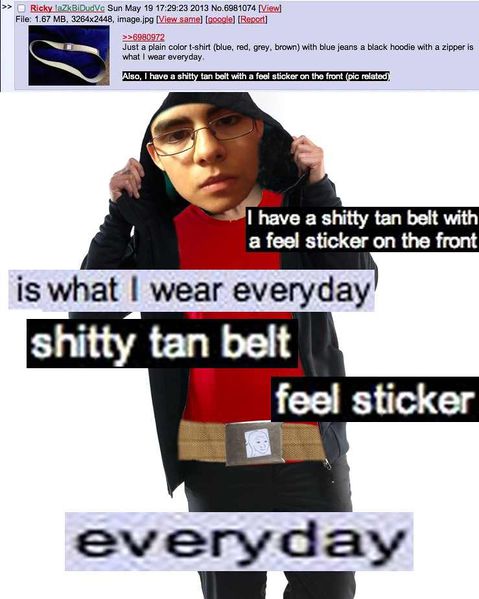 >> Ricky !aZkBiDudVc Sun May 19 17:29:23 2013 No.6981074 [View]
File: 1.67 MB, 3264x2448, image.jpg [View same] [google] [Report]
>>6980972
Just a plain color t-shirt (blue, red, grey, brown) with blue jeans a black hoodie with a zipper is
what I wear everyday.
Also, I have a shitty tan belt with a feel sticker on the front (pic related)
I have a shitty tan belt with
a feel sticker on the front
is what I wear everyday
shitty tan belt
feel sticker
everyday